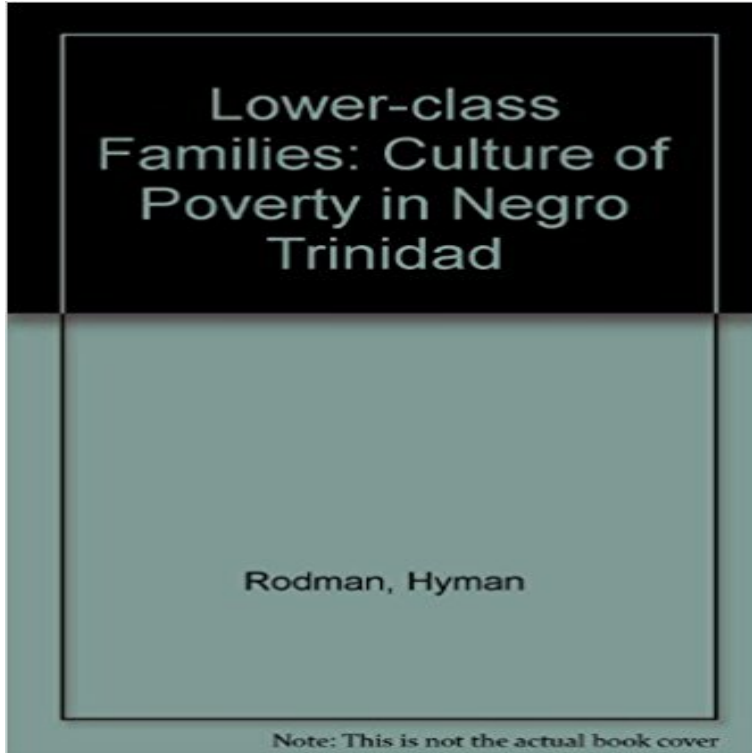 Lower-class
Families: Culture of
Poverty in Negro
Trinidad
Rodman, Hyman
Note: This is not the actual book cover